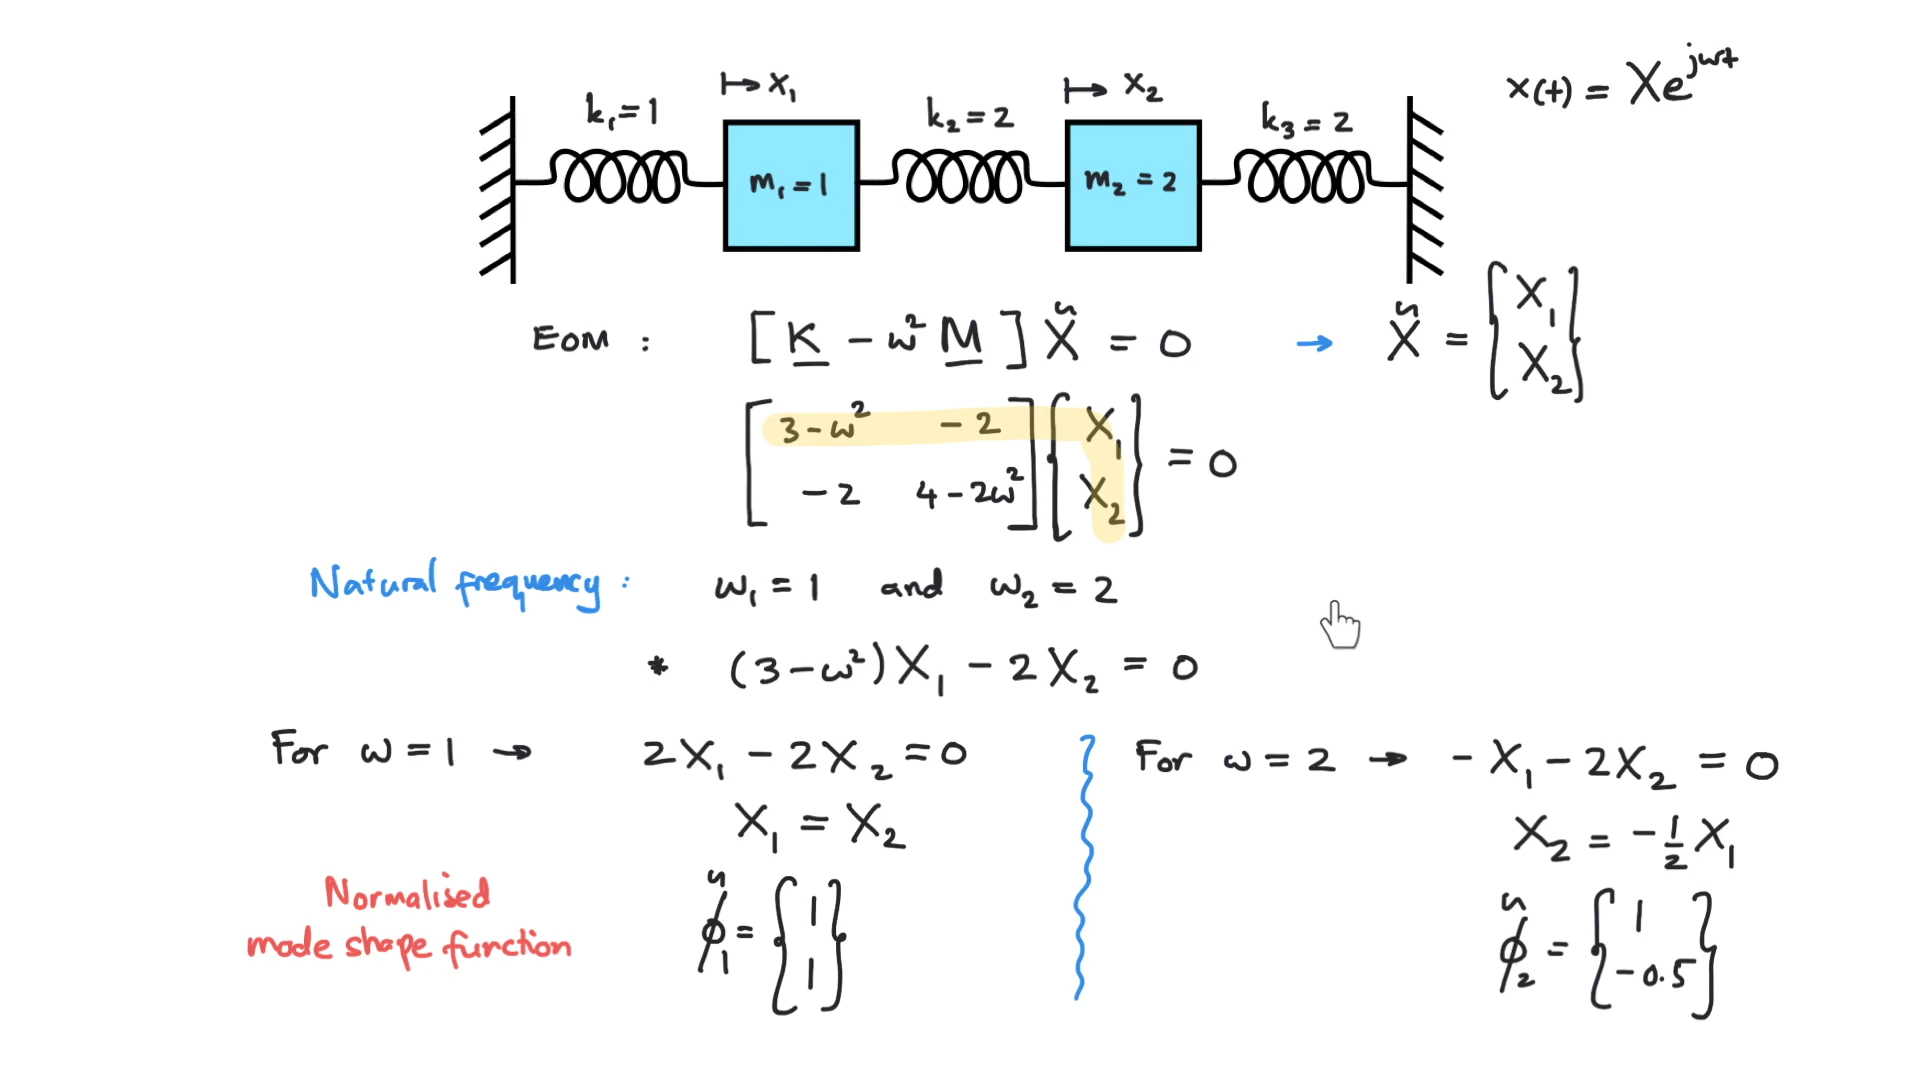 x(t) = Xe^{jωt}
↦ x₁
↦ x₂
k₁ = 1
k₂ = 2
k₃ = 2
m₁ = 1
m₂ = 2
EoM : [K − ω² M] X = 0 → X = {X₁ X₂}
[3 − ω² −2
−2 4 − 2ω²] {X₁ X₂} = 0
Natural frequency : ω₁ = 1 and ω₂ = 2
* (3 − ω²)X₁ − 2X₂ = 0
For ω = 1 → 2X₁ − 2X₂ = 0
X₁ = X₂
Normalised
mode shape function
ϕ₁ = {1 1}
For ω = 2 → −X₁ − 2X₂ = 0
X₂ = −½ X₁
ϕ₂ = {1 −0.5}